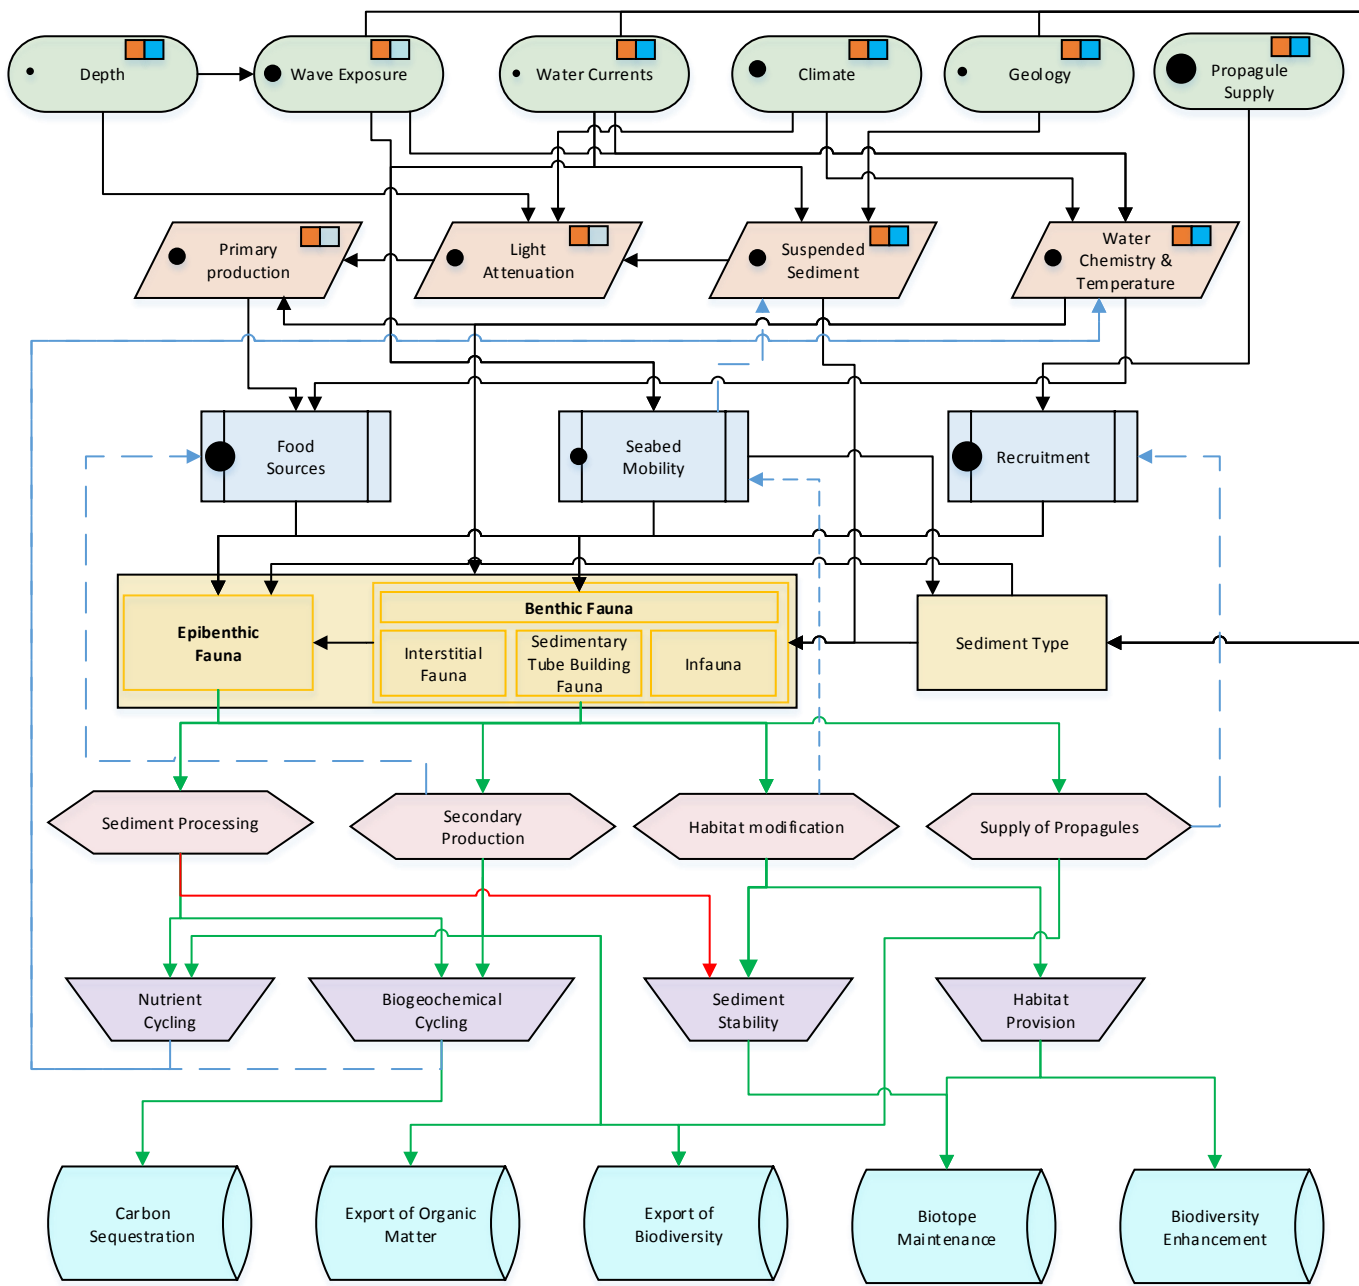 Depth
Wave Exposure
Water Currents
Climate
Geology
Propagule
Supply
Primary
production
Light
Attenuation
Suspended
Sediment
Water
Chemistry &
Temperature
Food
Sources
Seabed
Mobility
Recruitment
Epibenthic
Fauna
Benthic Fauna
Interstitial
Fauna
Sedimentary
Tube Building
Fauna
Infauna
Sediment Type
Sediment Processing
Secondary
Production
Habitat modification
Supply of Propagules
Nutrient
Cycling
Biogeochemical
Cycling
Sediment
Stability
Habitat
Provision
Carbon
Sequestration
Export of Organic
Matter
Export of
Biodiversity
Biotope
Maintenance
Biodiversity
Enhancement